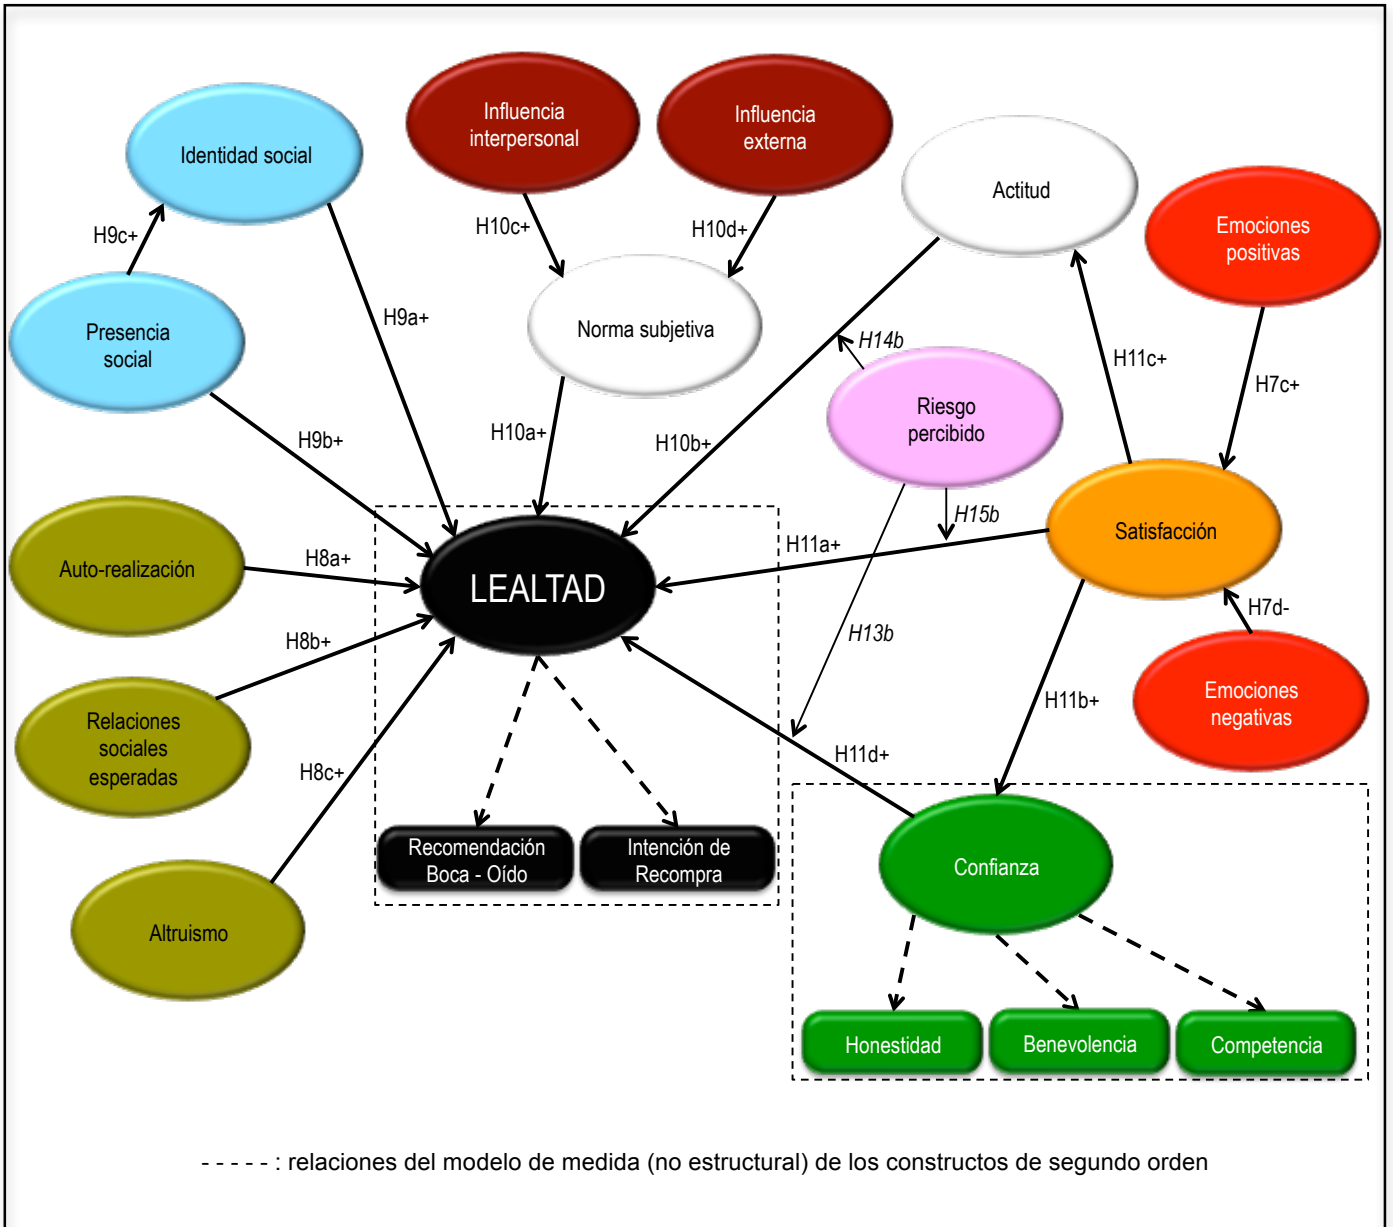 Influencia
interpersonal
Influencia
externa
Identidad social
Actitud
Emociones
positivas
H9c+
H10c+
H10d+
Presencia
social
H9a+
Norma subjetiva
H14b
H11c+
H7c+
Riesgo
percibido
H9b+
H10a+
H10b+
H15b
Satisfacción
H11a+
Auto-realización
H8a+
LEALTAD
H7d-
H8b+
H13b
Emociones
negativas
H11b+
Relaciones
sociales
esperadas
H8c+
H11d+
Recomendación
Boca - Oído
Intención de
Recompra
Confianza
Altruismo
Honestidad
Benevolencia
Competencia
- - - - - : relaciones del modelo de medida (no estructural) de los constructos de segundo orden